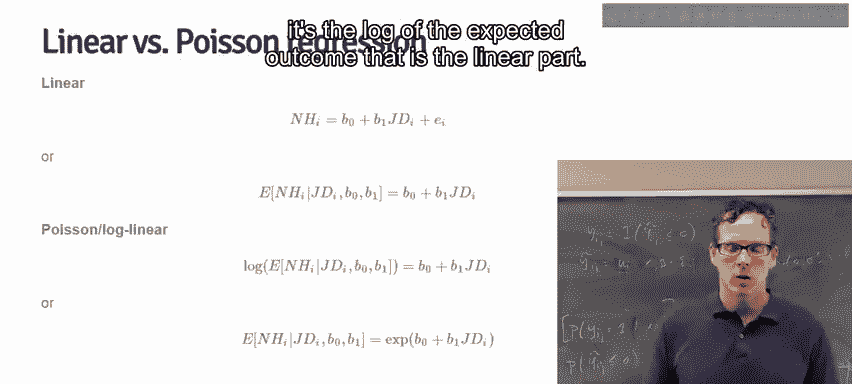 Linear vs. Poisson regression
it's the log of the expected
outcome that is the linear part.
Linear
NH_i = b_0 + b_1 JD_i + e_i
or
E[NH_i|JD_i, b_0, b_1] = b_0 + b_1 JD_i
Poisson/log-linear
log(E[NH_i|JD_i, b_0, b_1]) = b_0 + b_1 JD_i
or
E[NH_i|JD_i, b_0, b_1] = exp(b_0 + b_1 JD_i)